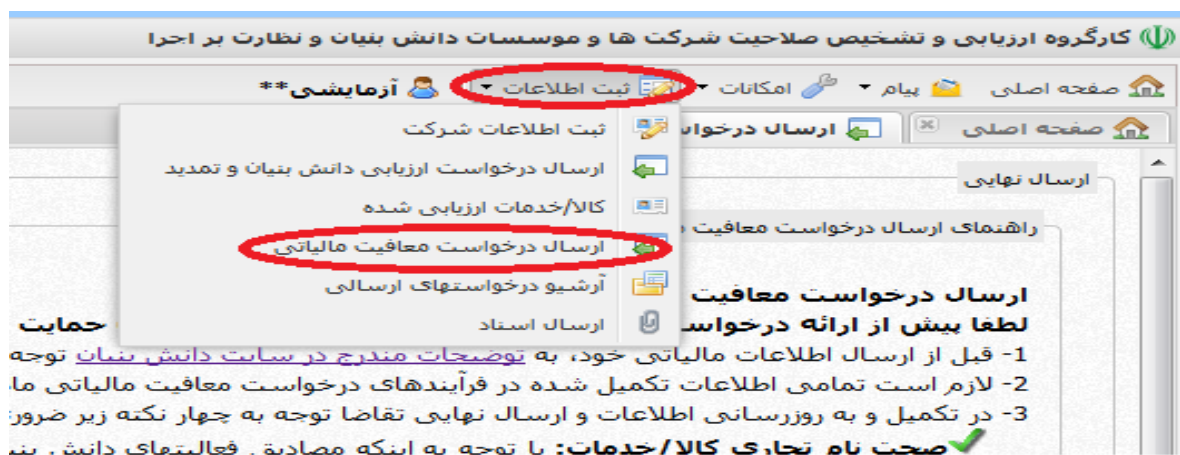 کارگروه ارزیابی و تشخیص صلاحیت شرکت ها و موسسات دانش بنیان و نظارت بر اجرا
صفحه اصلی پیام امکانات ثبت اطلاعات آزمایشی**
صفحه اصلی ارسال درخواس
ثبت اطلاعات شرکت
ارسال درخواست ارزیابی دانش بنیان و تمدید
کالا/خدمات ارزیابی شده
ارسال درخواست معافیت مالیاتی
آرشیو درخواستهای ارسالی
ارسال اسناد
ارسال نهایی
راهنمای ارسال درخواست معافیت
ارسال درخواست معافیت
لطفا پیش از ارائه درخواس حمایت
1- قبل از ارسال اطلاعات مالیاتی خود، به توضیحات مندرج در سایت دانش بنیان توجه
2- لازم است تمامی اطلاعات تکمیل شده در فرآیندهای درخواست معافیت مالیاتی ما
3- در تکمیل و به روزرسانی اطلاعات و ارسال نهایی تقاضا توجه به چهار نکته زیر ضرور
صحت نام تجاری کالا/خدمات: با توجه به اینکه مصادیق فعالیتهای دانش بنی